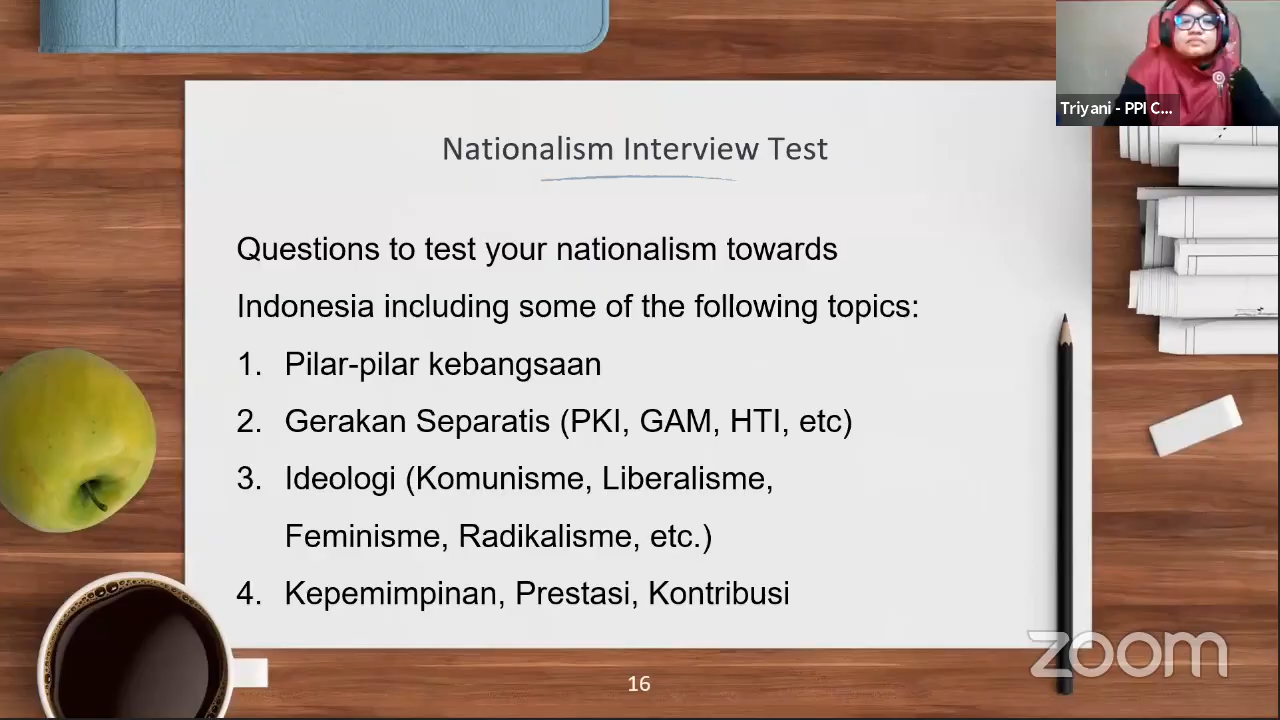 Triyani - PPI C...
Nationalism Interview Test
Questions to test your nationalism towards
Indonesia including some of the following topics:
1. Pilar-pilar kebangsaan
2. Gerakan Separatis (PKI, GAM, HTI, etc)
3. Ideologi (Komunisme, Liberalisme,
Feminisme, Radikalisme, etc.)
4. Kepemimpinan, Prestasi, Kontribusi
zoom
16